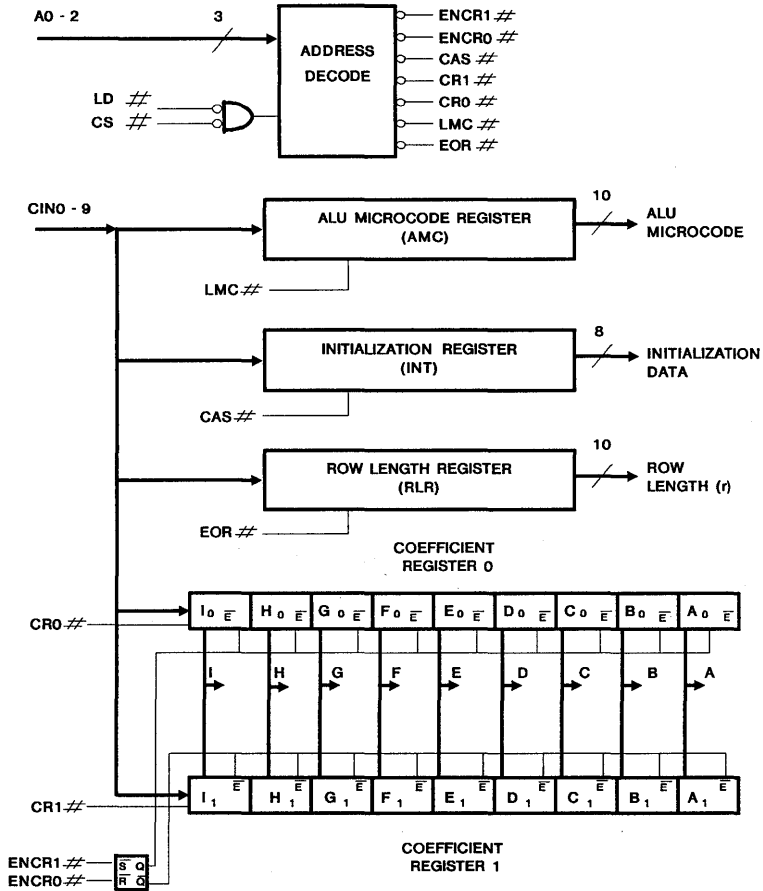 A0 - 2
3
ADDRESS
DECODE
ENCR1 #
ENCR0 #
CAS #
CR1 #
CR0 #
LMC #
EOR #
LD #
CS #
CIN0 - 9
ALU MICROCODE REGISTER
(AMC)
10
ALU
MICROCODE
LMC #
INITIALIZATION REGISTER
(INT)
8
INITIALIZATION
DATA
CAS #
ROW LENGTH REGISTER
(RLR)
10
ROW
LENGTH (r)
EOR #
COEFFICIENT
REGISTER 0
CR0 #
I0 E̅ H0 E̅ G0 E̅ F0 E̅ E0 E̅ D0 E̅ C0 E̅ B0 E̅ A0 E̅
I H G F E D C B A
CR1 #
I1 E̅ H1 E̅ G1 E̅ F1 E̅ E1 E̅ D1 E̅ C1 E̅ B1 E̅ A1 E̅
COEFFICIENT
REGISTER 1
ENCR1 #
S̅ Q
ENCR0 #
R̅ Q̅